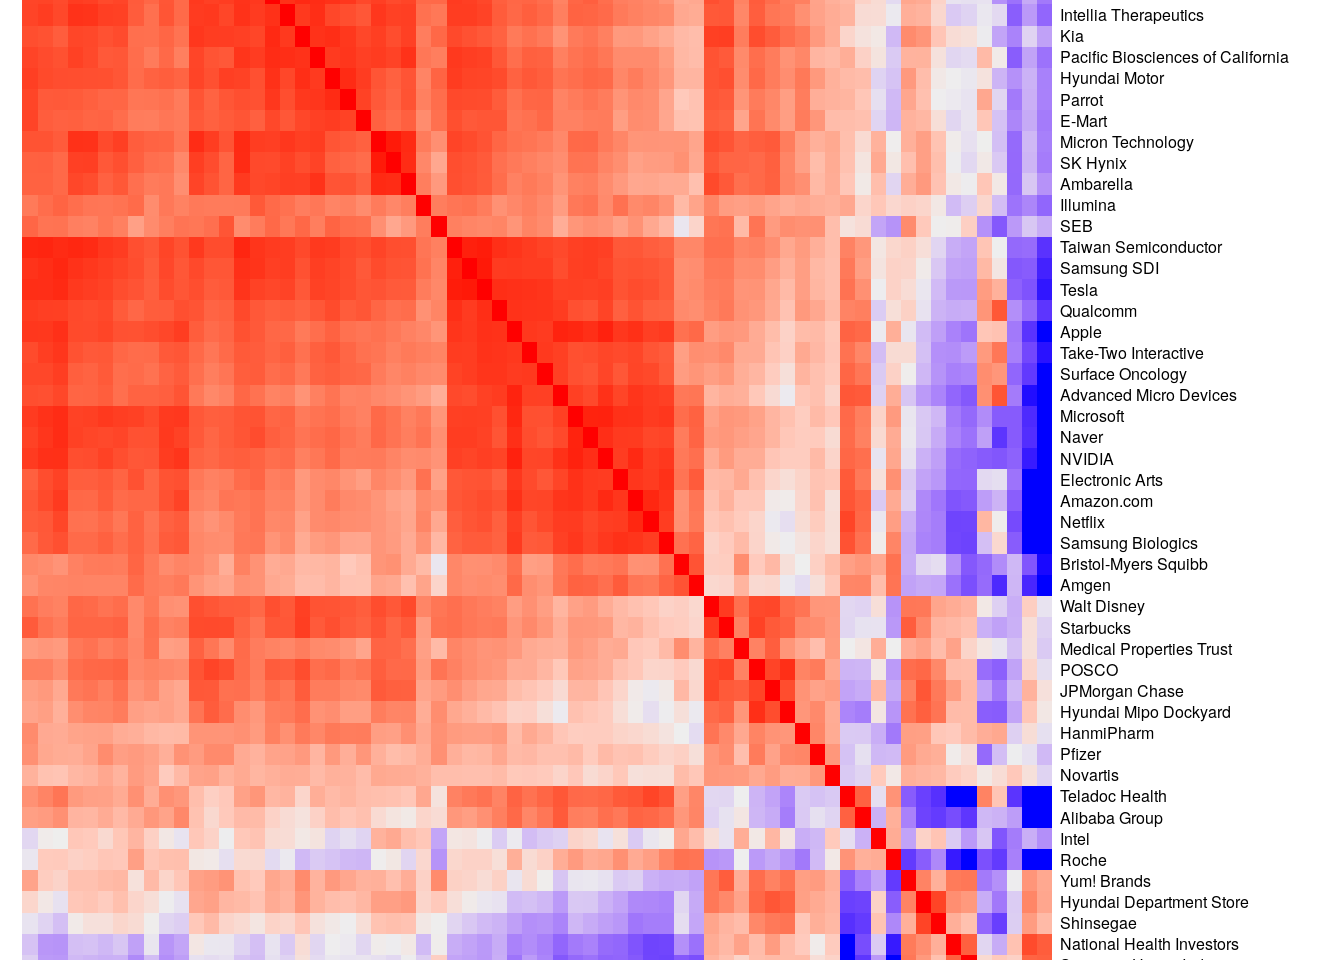 Intellia Therapeutics
Kia
Pacific Biosciences of California
Hyundai Motor
Parrot
E-Mart
Micron Technology
SK Hynix
Ambarella
Illumina
SEB
Taiwan Semiconductor
Samsung SDI
Tesla
Qualcomm
Apple
Take-Two Interactive
Surface Oncology
Advanced Micro Devices
Microsoft
Naver
NVIDIA
Electronic Arts
Amazon.com
Netflix
Samsung Biologics
Bristol-Myers Squibb
Amgen
Walt Disney
Starbucks
Medical Properties Trust
POSCO
JPMorgan Chase
Hyundai Mipo Dockyard
HanmiPharm
Pfizer
Novartis
Teladoc Health
Alibaba Group
Intel
Roche
Yum! Brands
Hyundai Department Store
Shinsegae
National Health Investors